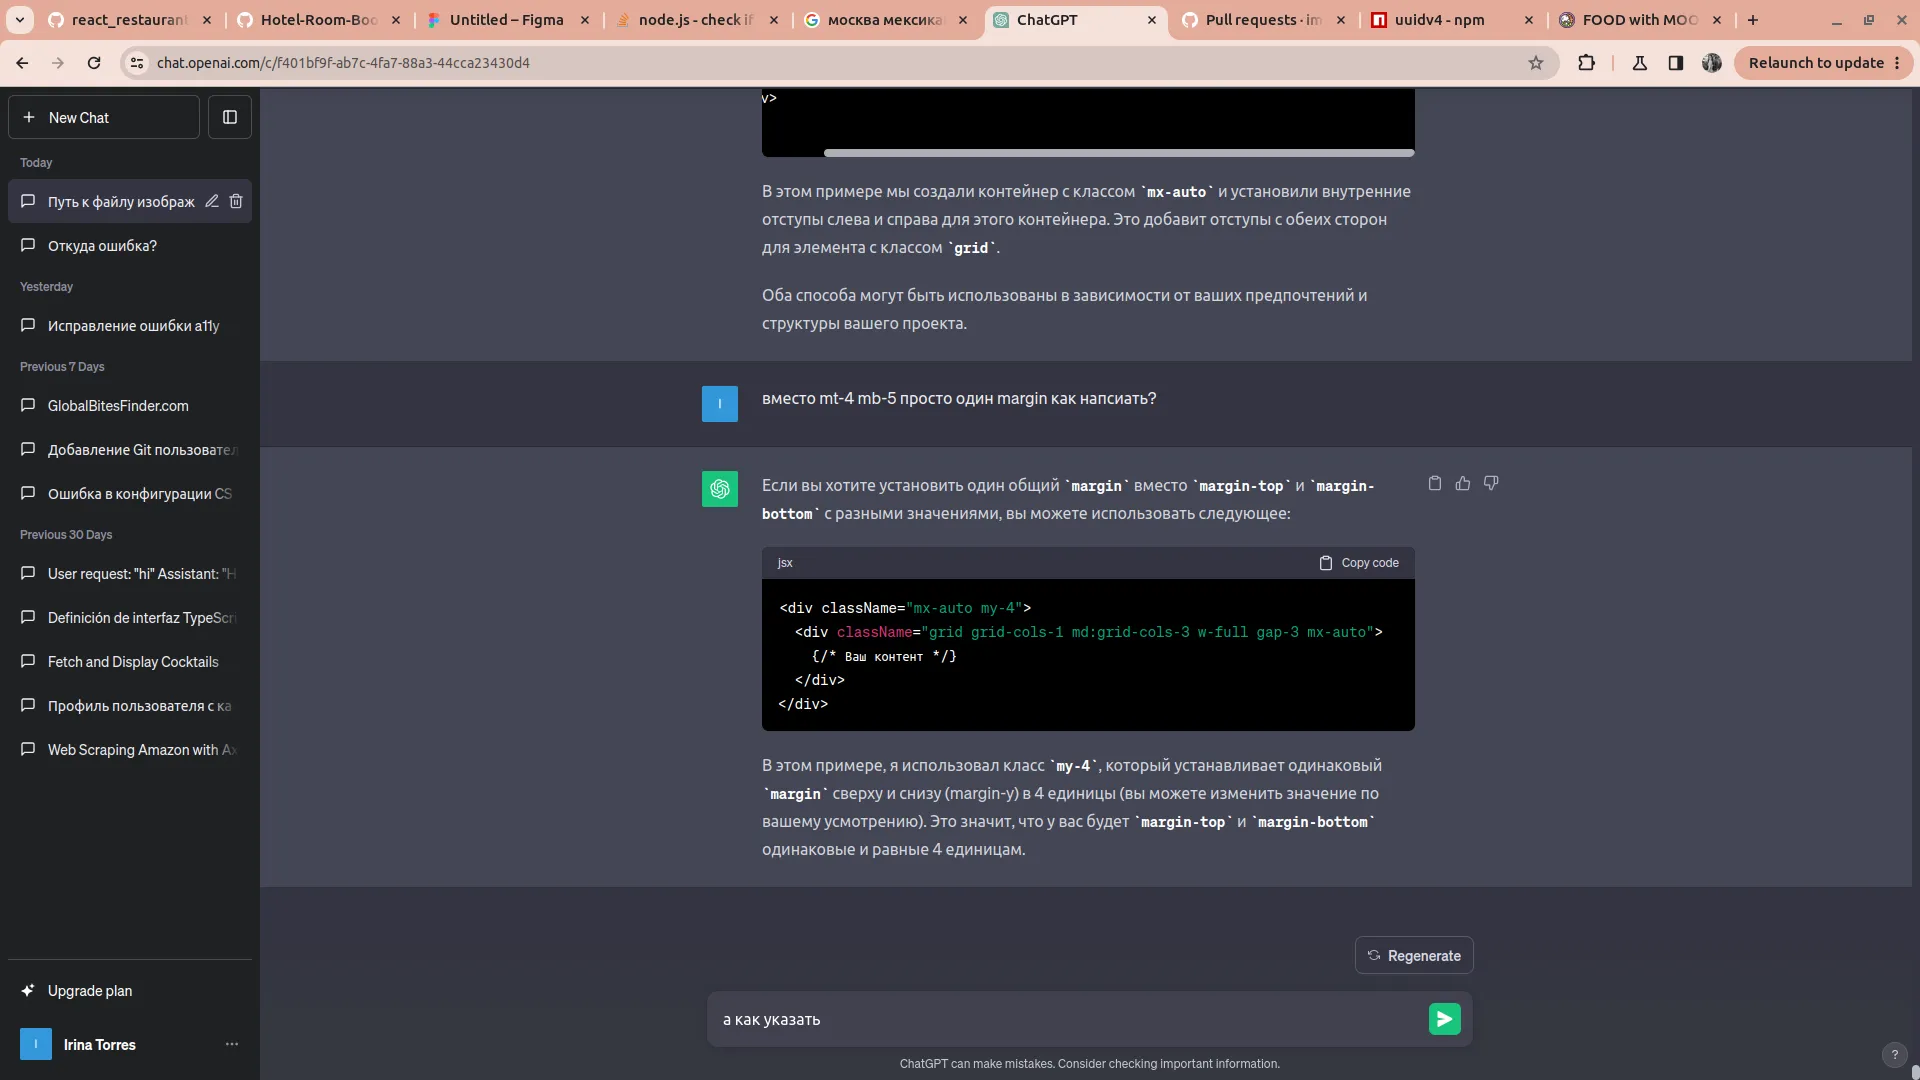 react_restaurant
Hotel-Room-Boo
Untitled – Figma
node.js - check if
москва мексика
ChatGPT
Pull requests · im
uuidv4 - npm
FOOD with MOO
chat.openai.com/c/f401bf9f-ab7c-4fa7-88a3-44cca23430d4
Relaunch to update
New Chat
Today
Путь к файлу изображ
Откуда ошибка?
Yesterday
Исправление ошибки a11y
Previous 7 Days
GlobalBitesFinder.com
Добавление Git пользовател
Ошибка в конфигурации CS
Previous 30 Days
User request: "hi" Assistant: "H
Definición de interfaz TypeScri
Fetch and Display Cocktails
Профиль пользователя с ка
Web Scraping Amazon with Ax
Upgrade plan
I
Irina Torres
v>
В этом примере мы создали контейнер с классом `mx-auto` и установили внутренние
отступы слева и справа для этого контейнера. Это добавит отступы с обеих сторон
для элемента с классом `grid`.
Оба способа могут быть использованы в зависимости от ваших предпочтений и
структуры вашего проекта.
I
вместо mt-4 mb-5 просто один margin как напсиать?
Если вы хотите установить один общий `margin` вместо `margin-top` и `margin-
bottom` с разными значениями, вы можете использовать следующее:
jsx
Copy code
<div className="mx-auto my-4">
<div className="grid grid-cols-1 md:grid-cols-3 w-full gap-3 mx-auto">
{/* Ваш контент */}
</div>
</div>
В этом примере, я использовал класс `my-4`, который устанавливает одинаковый
`margin` сверху и снизу (margin-y) в 4 единицы (вы можете изменить значение по
вашему усмотрению). Это значит, что у вас будет `margin-top` и `margin-bottom`
одинаковые и равные 4 единицам.
Regenerate
а как указать
ChatGPT can make mistakes. Consider checking important information.
?